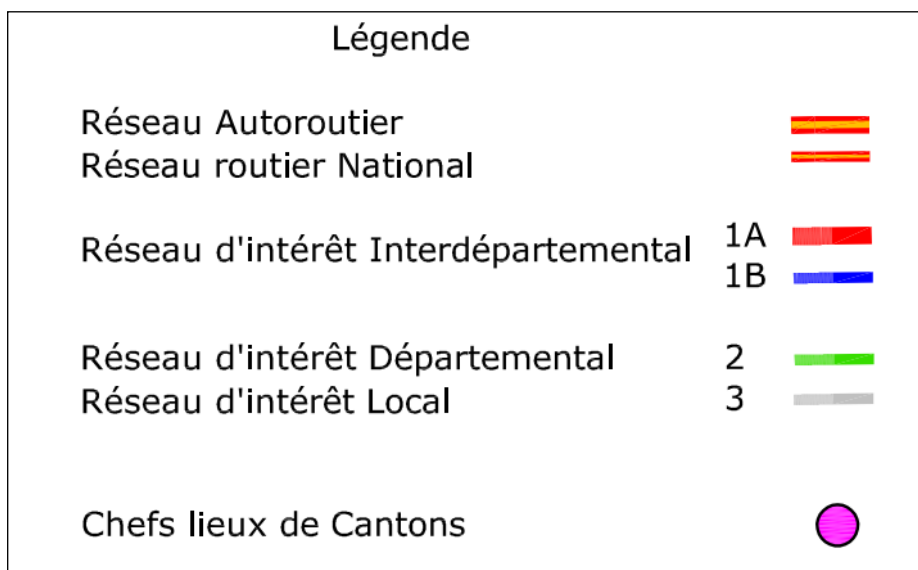 Légende
Réseau Autoroutier
Réseau routier National
Réseau d'intérêt Interdépartemental 1A
1B
Réseau d'intérêt Départemental 2
Réseau d'intérêt Local 3
Chefs lieux de Cantons